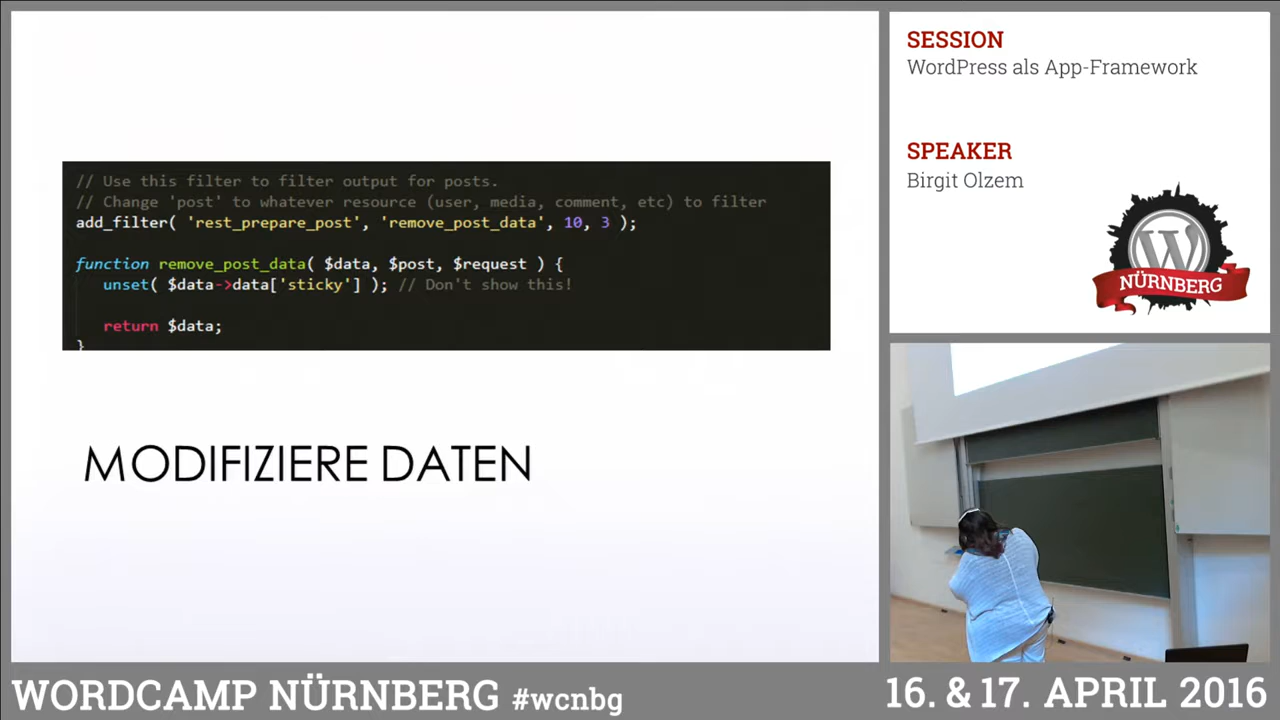 // Use this filter to filter output for posts.
// Change 'post' to whatever resource (user, media, comment, etc) to filter
add_filter( 'rest_prepare_post', 'remove_post_data', 10, 3 );
function remove_post_data( $data, $post, $request ) {
unset( $data->data['sticky'] ); // Don't show this!
return $data;
}
MODIFIZIERE DATEN
SESSION
WordPress als App-Framework
SPEAKER
Birgit Olzem
W
NÜRNBERG
WORDCAMP NÜRNBERG #wcnbg
16. & 17. APRIL 2016